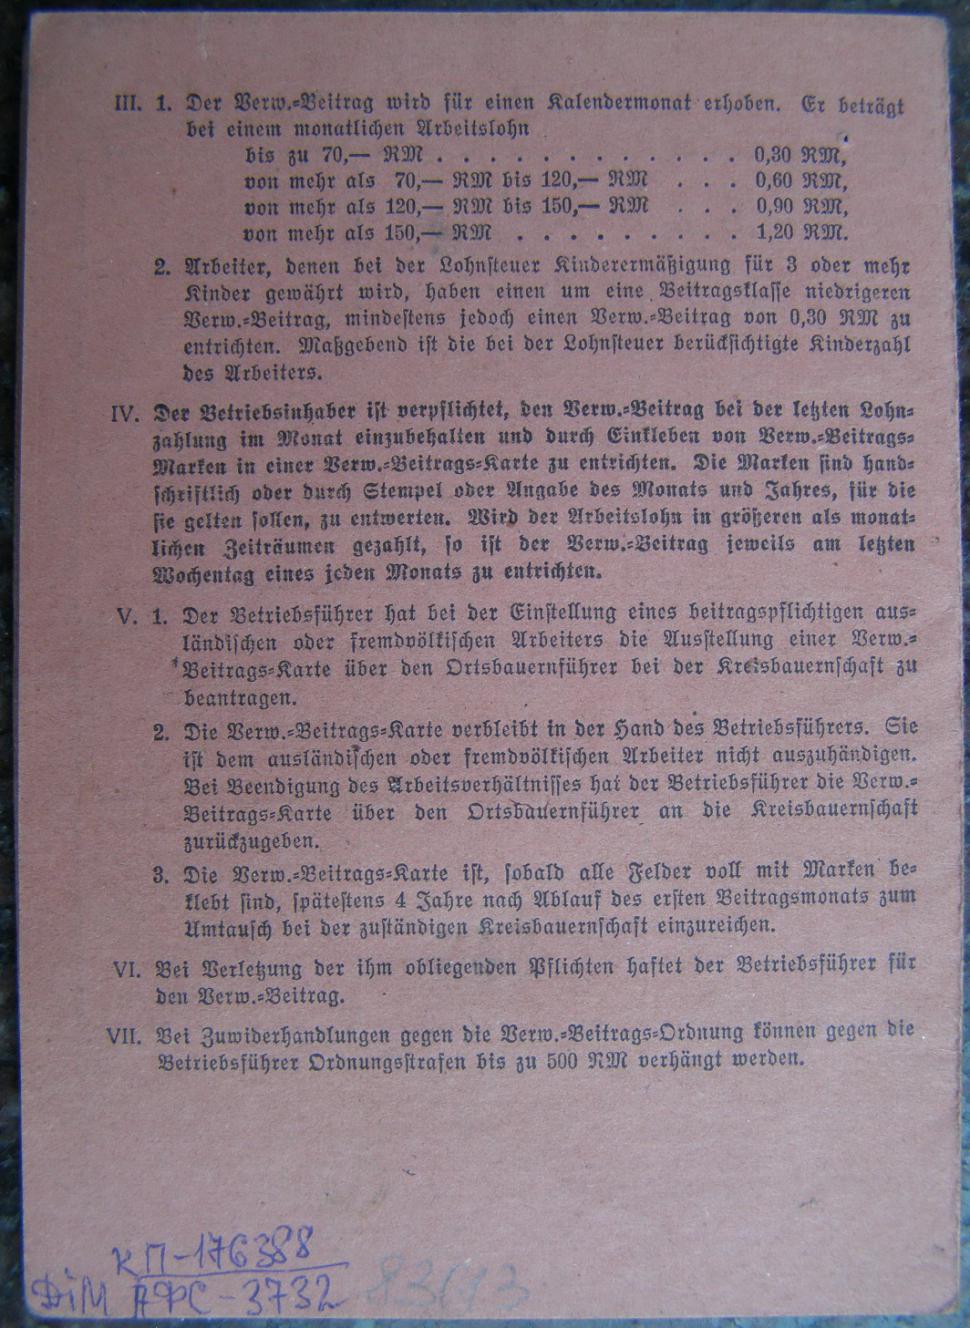 III. 1. Der Verw.-Beitrag wird für einen Kalendermonat erhoben. Er beträgt
bei einem monatlichen Arbeitslohn
bis zu 70,— RM . . . . . . . . . . . . . 0,30 RM,
von mehr als 70,— RM bis 120,— RM . . . 0,60 RM,
von mehr als 120,— RM bis 150,— RM . . . 0,90 RM,
von mehr als 150,— RM . . . . . . . . . . 1,20 RM.
2. Arbeiter, denen bei der Lohnsteuer Kinderermäßigung für 3 oder mehr
Kinder gewährt wird, haben einen um eine Beitragsklasse niedrigeren
Verw.-Beitrag, mindestens jedoch einen Verw.-Beitrag von 0,30 RM zu
entrichten. Maßgebend ist die bei der Lohnsteuer berücksichtigte Kinderzahl
des Arbeiters.
IV. Der Betriebsinhaber ist verpflichtet, den Verw.-Beitrag bei der letzten Lohn-
zahlung im Monat einzubehalten und durch Einkleben von Verw.-Beitrags-
Marken in einer Verw.-Beitrags-Karte zu entrichten. Die Marken sind hand-
schriftlich oder durch Stempel oder Angabe des Monats und Jahres, für die
sie gelten sollen, zu entwerten. Wird der Arbeitslohn in größeren als monat-
lichen Zeiträumen gezahlt, so ist der Verw.-Beitrag jeweils am letzten
Wochentag eines jeden Monats zu entrichten.
V. 1. Der Betriebsführer hat bei der Einstellung eines beitragspflichtigen aus-
ländischen oder fremdvölkischen Arbeiters die Ausstellung einer Verw.-
Beitrags-Karte über den Ortsbauernführer bei der Kreisbauernschaft zu
beantragen.
2. Die Verw.-Beitrags-Karte verbleibt in der Hand des Betriebsführers. Sie
ist dem ausländischen oder fremdvölkischen Arbeiter nicht auszuhändigen.
Bei Beendigung des Arbeitsverhältnisses hat der Betriebsführer die Verw.-
Beitrags-Karte über den Ortsbauernführer an die Kreisbauernschaft
zurückzugeben.
3. Die Verw.-Beitrags-Karte ist, sobald alle Felder voll mit Marken be-
klebt sind, spätestens 4 Jahre nach Ablauf des ersten Beitragsmonats zum
Umtausch bei der zuständigen Kreisbauernschaft einzureichen.
VI. Bei Verletzung der ihm obliegenden Pflichten haftet der Betriebsführer für
den Verw.-Beitrag.
VII. Bei Zuwiderhandlungen gegen die Verw.-Beitrags-Ordnung können gegen die
Betriebsführer Ordnungsstrafen bis zu 500 RM verhängt werden.
КП-176388
ДіМ АФС-3732